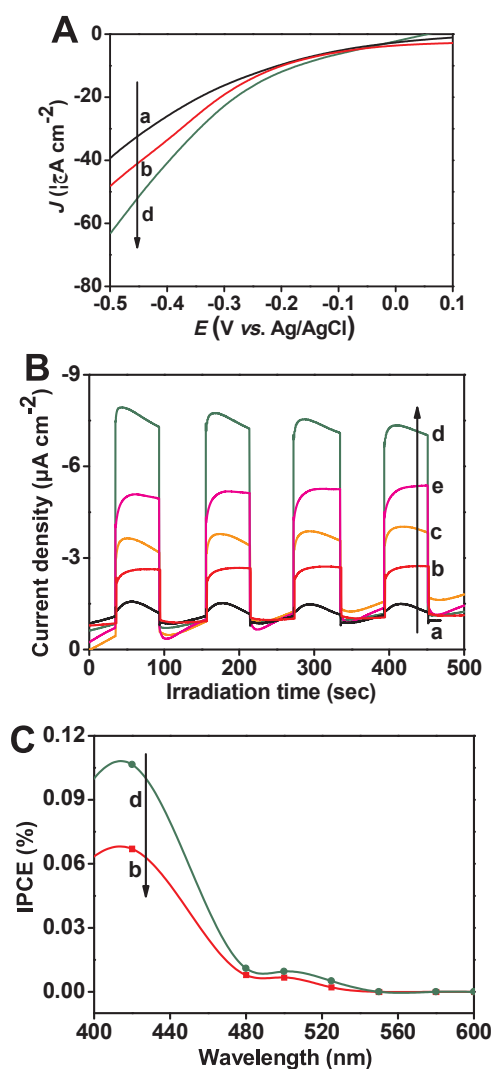 A
0
-20
-40
-60
-80
J (¦ɛA cm⁻²)
a
b
d
-0.5 -0.4 -0.3 -0.2 -0.1 0.0 0.1
E (V vs. Ag/AgCl)
B
-9
-6
-3
0
Current density (µA cm⁻²)
d
e
c
b
a
0 100 200 300 400 500
Irradiation time (sec)
C
0.12
0.09
0.06
0.03
0.00
IPCE (%)
d
b
400 440 480 520 560 600
Wavelength (nm)